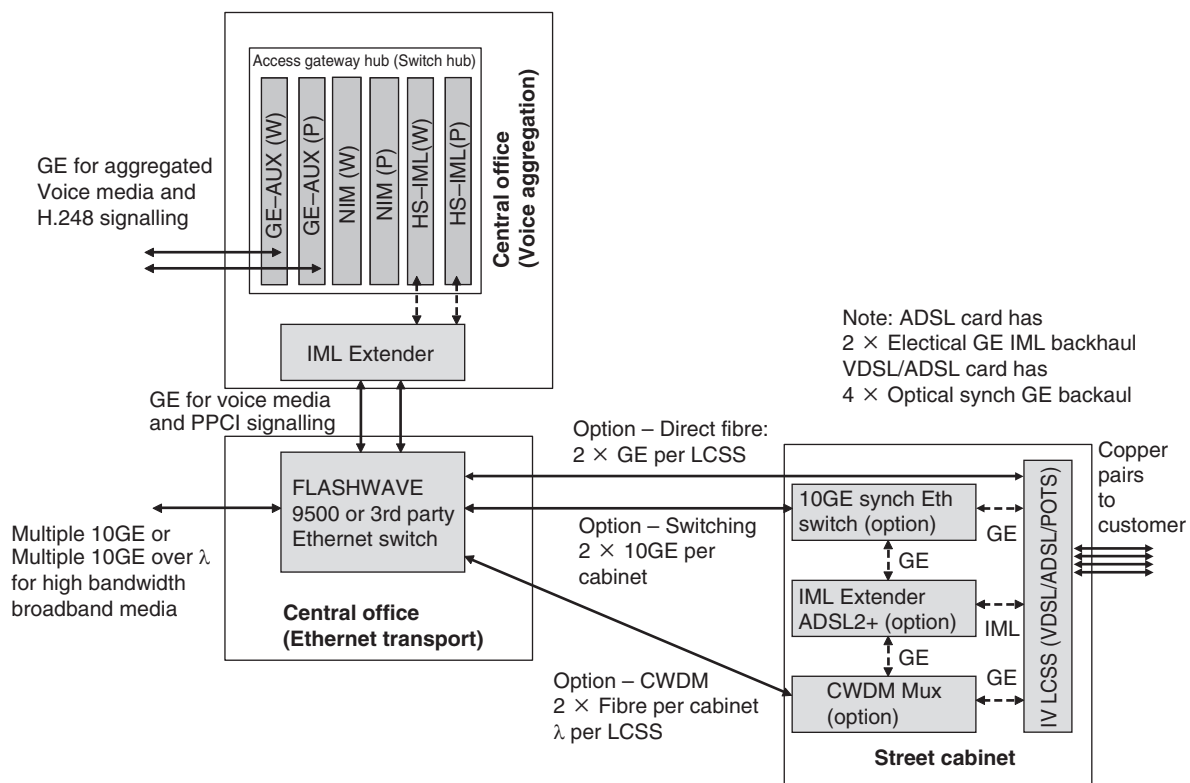 Access gateway hub (Switch hub)
GE–AUX (W)
GE–AUX (P)
NIM (W)
NIM (P)
HS–IML(W)
HS–IML(P)
Central office
(Voice aggregation)
GE for aggregated
Voice media and
H.248 signalling
IML Extender
GE for voice media
and PPCI signalling
Note: ADSL card has
2 × Electical GE IML backhaul
VDSL/ADSL card has
4 × Optical synch GE backaul
FLASHWAVE
9500 or 3rd party
Ethernet switch
Central office
(Ethernet transport)
Multiple 10GE or
Multiple 10GE over λ
for high bandwidth
broadband media
Option – Direct fibre:
2 × GE per LCSS
Option – Switching
2 × 10GE per
cabinet
Option – CWDM
2 × Fibre per cabinet
λ per LCSS
10GE synch Eth
switch (option)
GE
GE
IML Extender
ADSL2+ (option)
IML
GE
CWDM Mux
(option)
GE
IV LCSS (VDSL/ADSL/POTS)
Street cabinet
Copper
pairs
to
customer